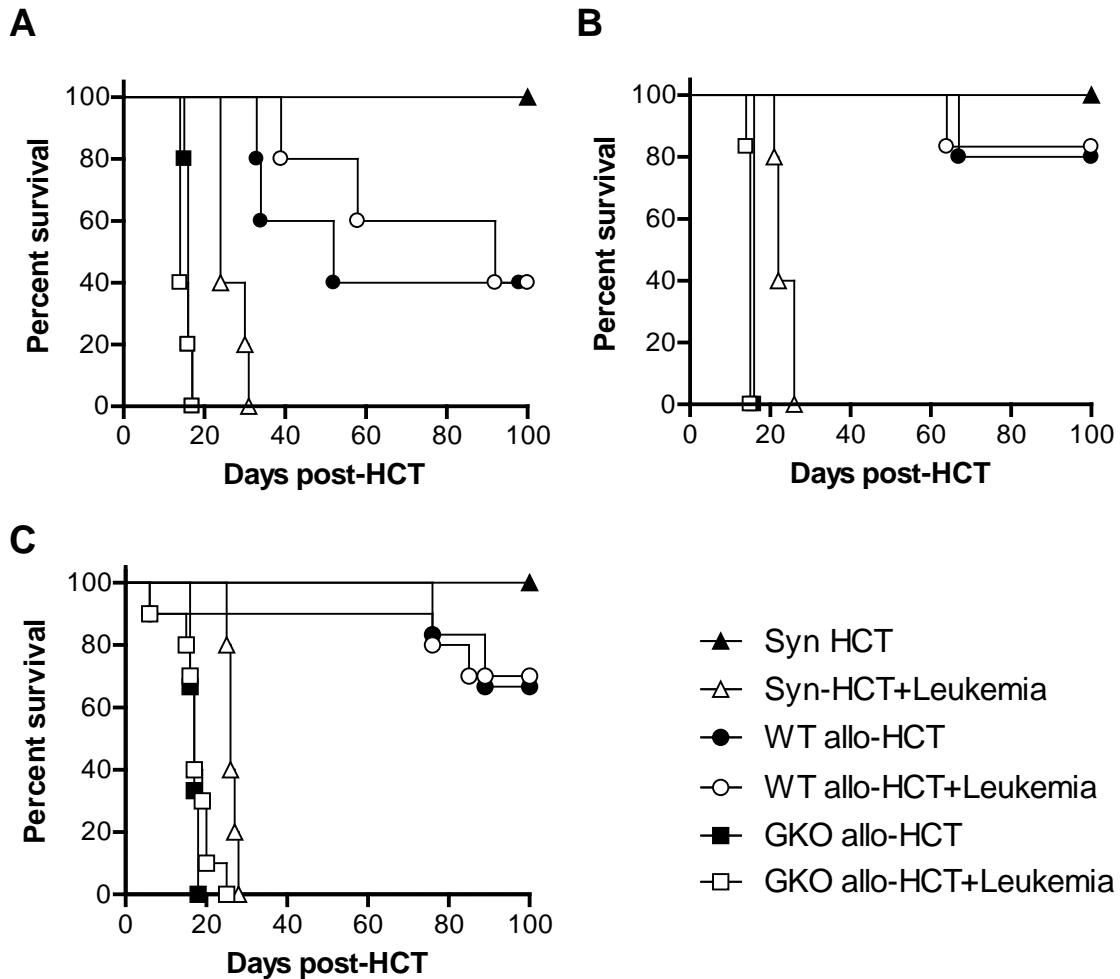 A
Percent survival
100
80
60
40
20
0
0 20 40 60 80 100
Days post-HCT
B
Percent survival
100
80
60
40
20
0
0 20 40 60 80 100
Days post-HCT
C
Percent survival
100
80
60
40
20
0
0 20 40 60 80 100
Days post-HCT
Syn HCT
Syn-HCT+Leukemia
WT allo-HCT
WT allo-HCT+Leukemia
GKO allo-HCT
GKO allo-HCT+Leukemia